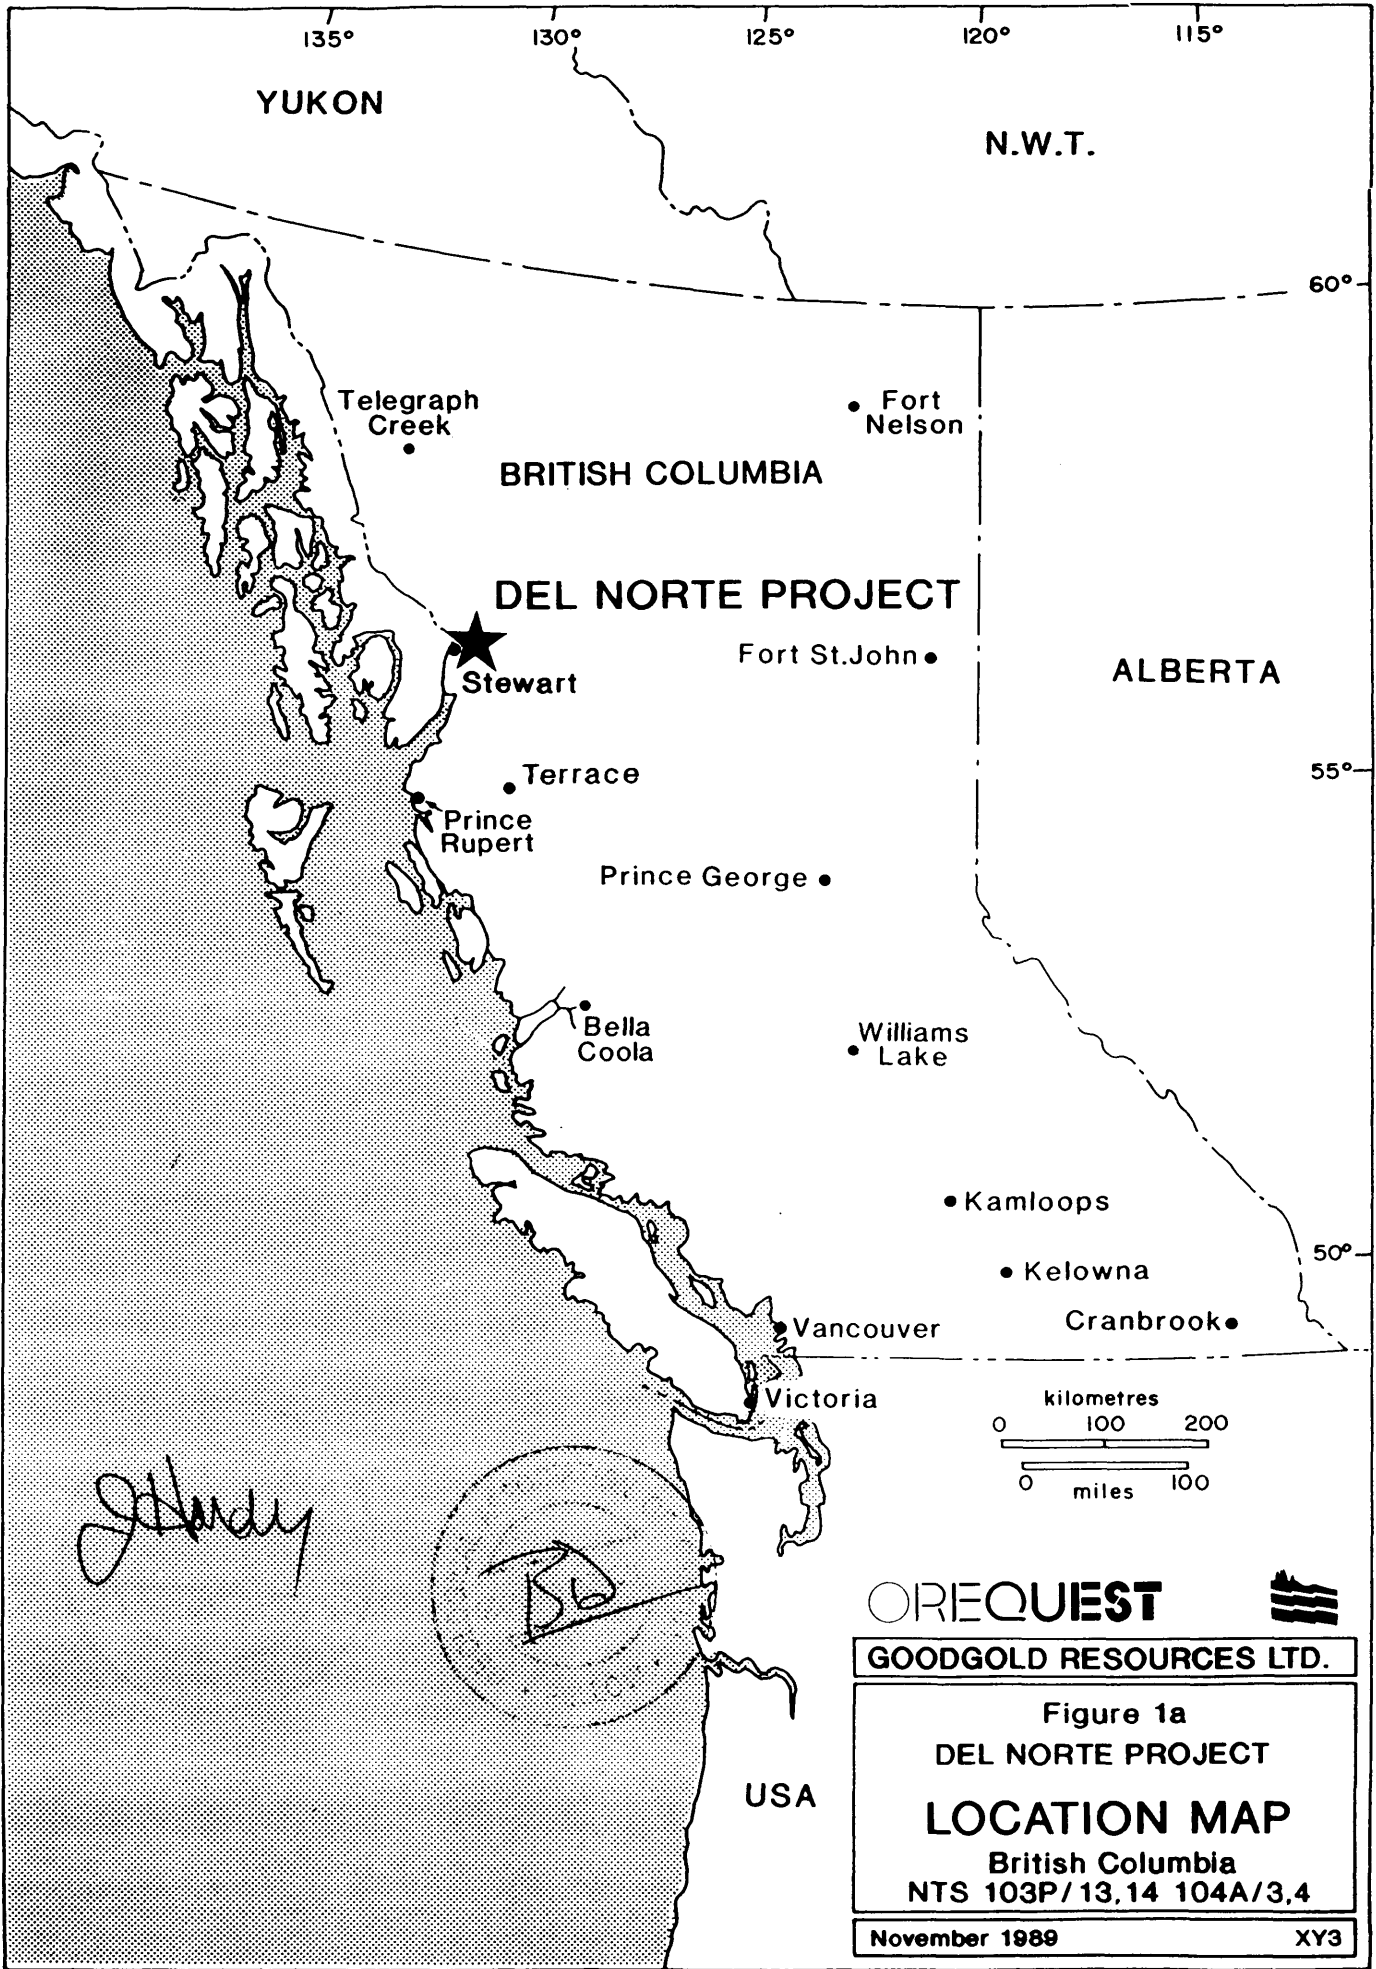 135° 130° 125° 120° 115°
YUKON
N.W.T.
60°
Telegraph
Creek
Fort
Nelson
BRITISH COLUMBIA
DEL NORTE PROJECT
Fort St.John
ALBERTA
Stewart
55°
Terrace
Prince
Rupert
Prince George
Bella
Coola
Williams
Lake
Kamloops
50°
Kelowna
Cranbrook
Vancouver
Victoria
kilometres
0 100 200
0 100
miles
J Hardy
OREQUEST
GOODGOLD RESOURCES LTD.
Figure 1a
DEL NORTE PROJECT
USA
LOCATION MAP
British Columbia
NTS 103P/13,14 104A/3,4
November 1989 XY3